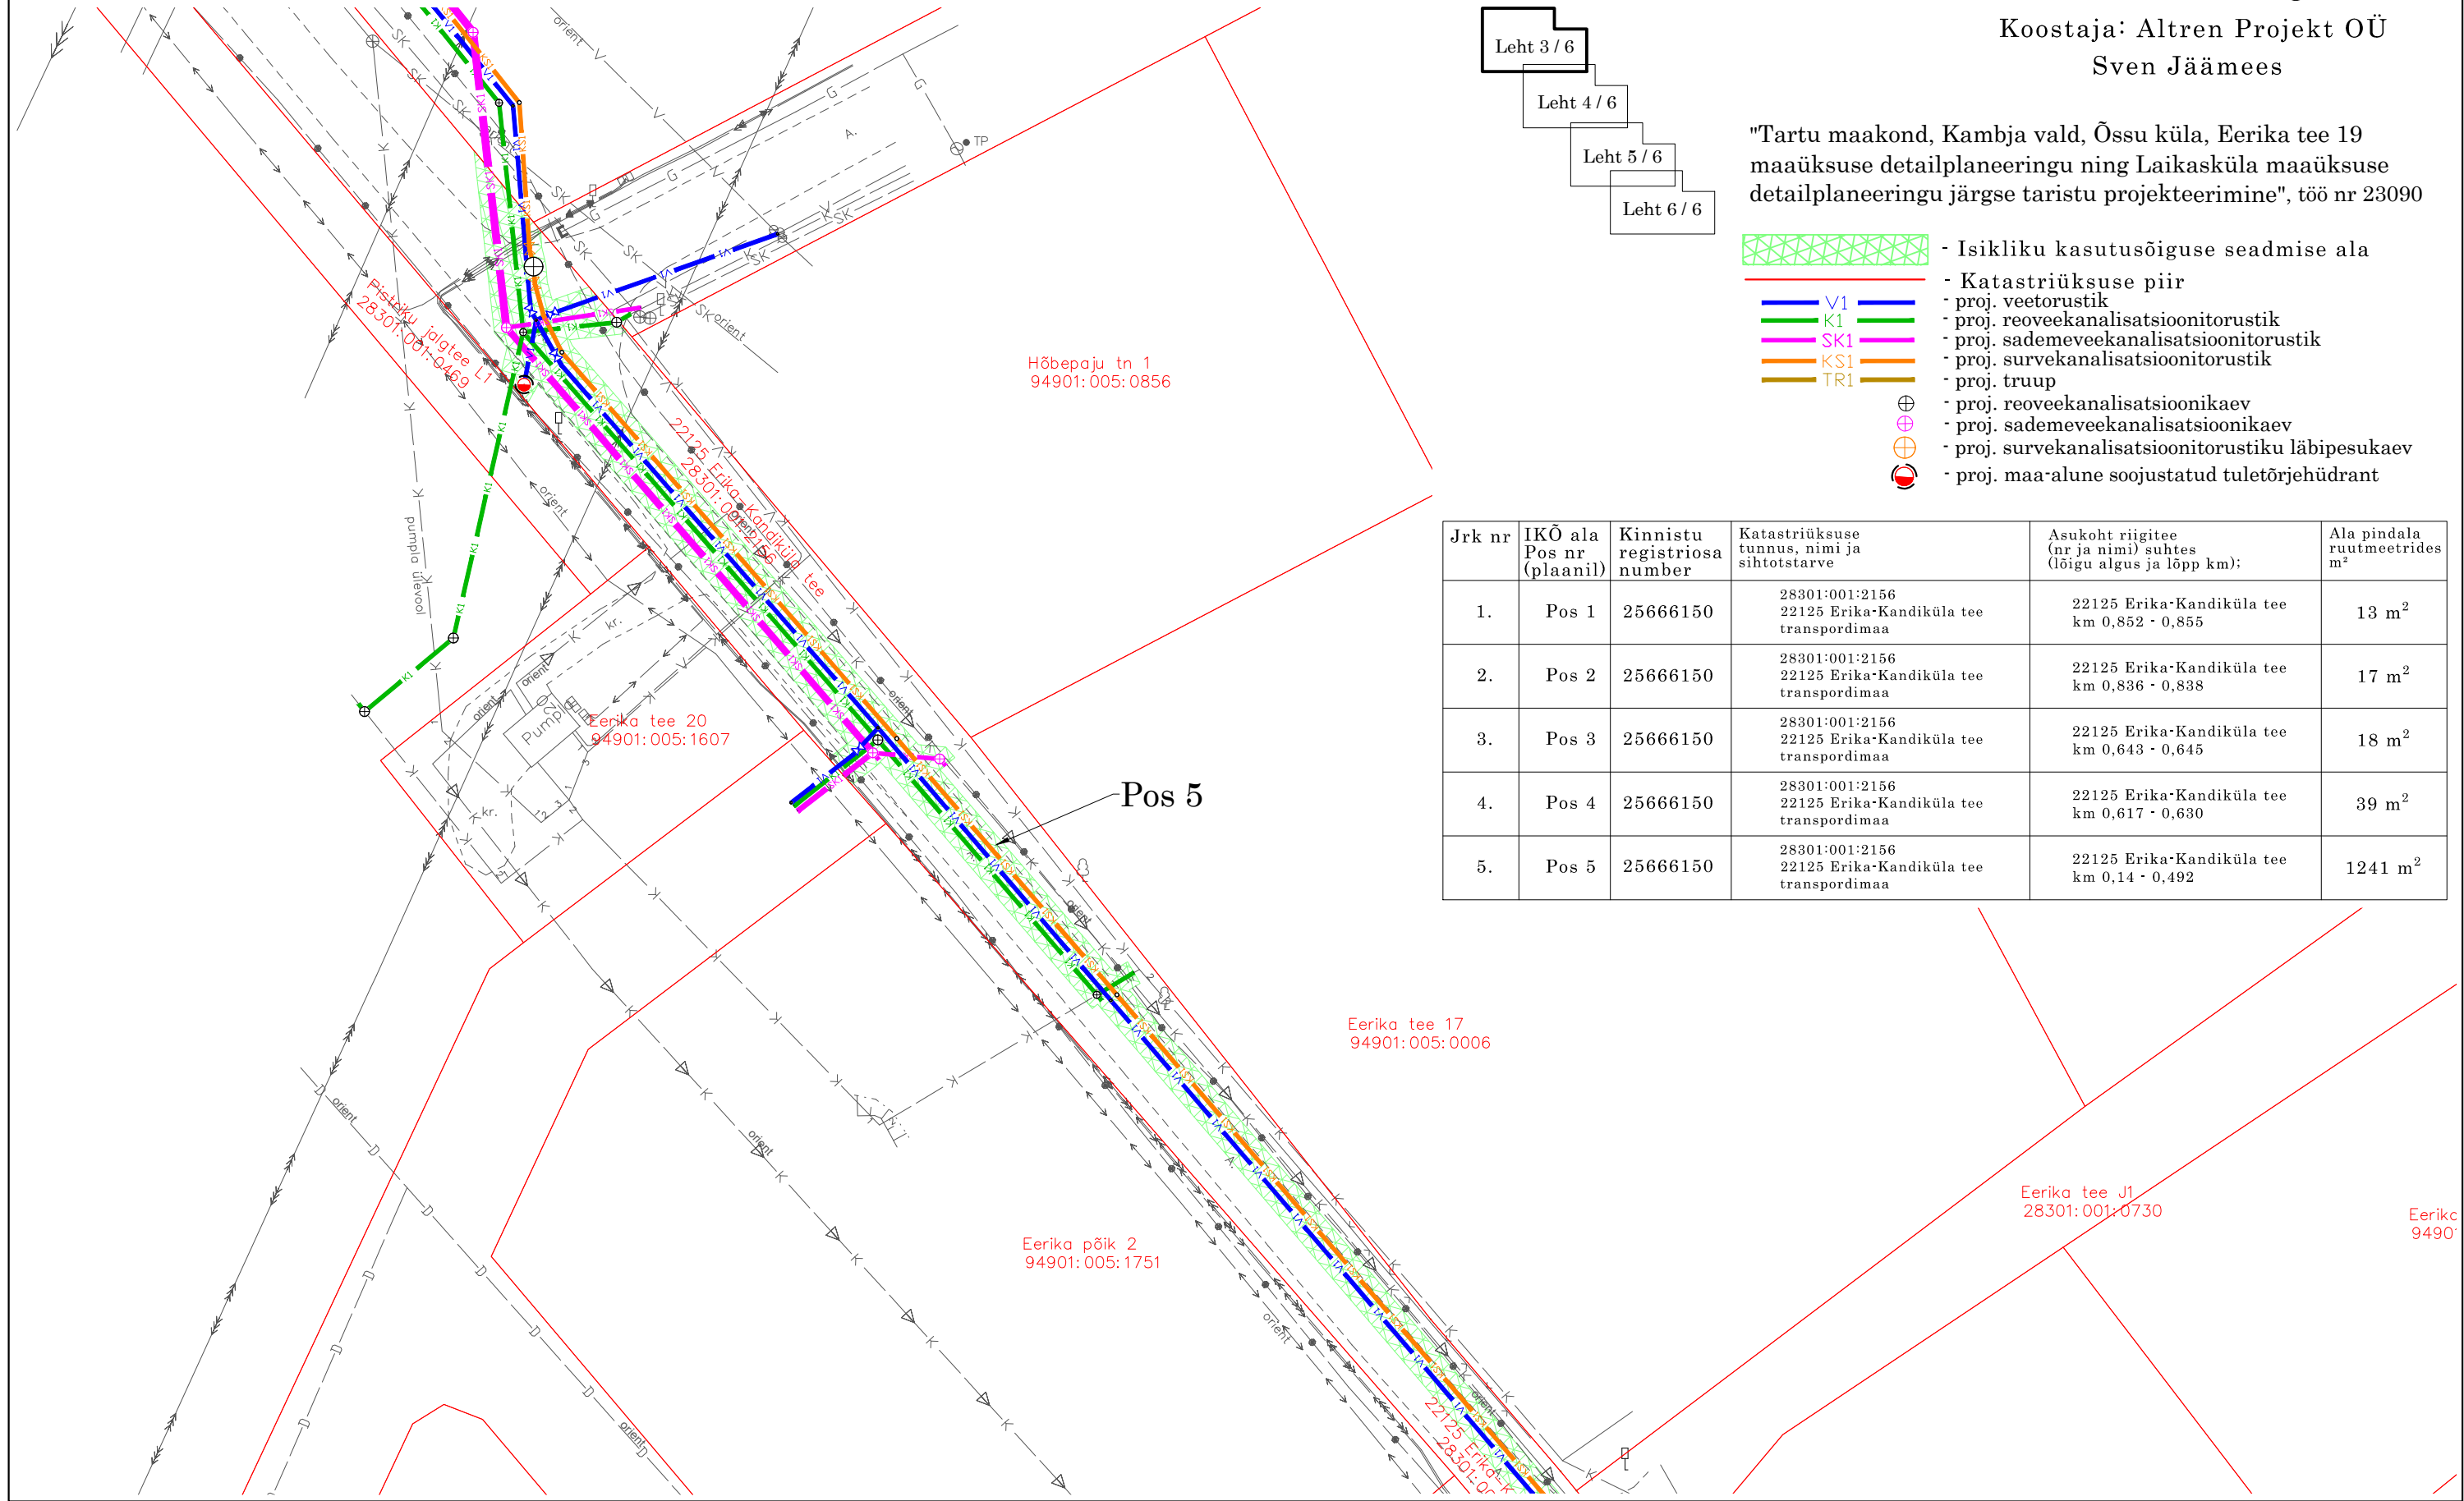 Koostaja: Altren Projekt OÜ
Sven Jäämees
Leht 3 / 6
Leht 4 / 6
Leht 5 / 6
Leht 6 / 6
"Tartu maakond, Kambja vald, Õssu küla, Eerika tee 19
maaüksuse detailplaneeringu ning Laikasküla maaüksuse
detailplaneeringu järgse taristu projekteerimine", töö nr 23090
- Isikliku kasutusõiguse seadmise ala
- Katastriüksuse piir
V1 - proj. veetorustik
K1 - proj. reoveekanalisatsioonitorustik
SK1 - proj. sademeveekanalisatsioonitorustik
KS1 - proj. survekanalisatsioonitorustik
TR1 - proj. truup
- proj. reoveekanalisatsioonikaev
- proj. sademeveekanalisatsioonikaev
- proj. survekanalisatsioonitorustiku läbipesukaev
- proj. maa-alune soojustatud tuletõrjehüdrant
Jrk nr
IKÕ ala
Pos nr
(plaanil)
Kinnistu
registriosa
number
Katastriüksuse
tunnus, nimi ja
sihtotstarve
Asukoht riigitee
(nr ja nimi) suhtes
(lõigu algus ja lõpp km);
Ala pindala
ruutmeetrides
m²
1.
Pos 1
25666150
28301:001:2156
22125 Erika-Kandiküla tee
transpordimaa
22125 Erika-Kandiküla tee
km 0,852 - 0,855
13 m²
2.
Pos 2
25666150
28301:001:2156
22125 Erika-Kandiküla tee
transpordimaa
22125 Erika-Kandiküla tee
km 0,836 - 0,838
17 m²
3.
Pos 3
25666150
28301:001:2156
22125 Erika-Kandiküla tee
transpordimaa
22125 Erika-Kandiküla tee
km 0,643 - 0,645
18 m²
4.
Pos 4
25666150
28301:001:2156
22125 Erika-Kandiküla tee
transpordimaa
22125 Erika-Kandiküla tee
km 0,617 - 0,630
39 m²
5.
Pos 5
25666150
28301:001:2156
22125 Erika-Kandiküla tee
transpordimaa
22125 Erika-Kandiküla tee
km 0,14 - 0,492
1241 m²
TP
Pistriku jalgtee L1
28301:001:0469
Hõbepaju tn 1
94901:005:0856
22125 Erika-Kandiküla tee
28301:001:2156
pumpla ülevool
Eerika tee 20
94901:005:1607
Pos 5
Eerika tee 17
94901:005:0006
Eerika põik 2
94901:005:1751
Eerika tee J1
28301:001:0730